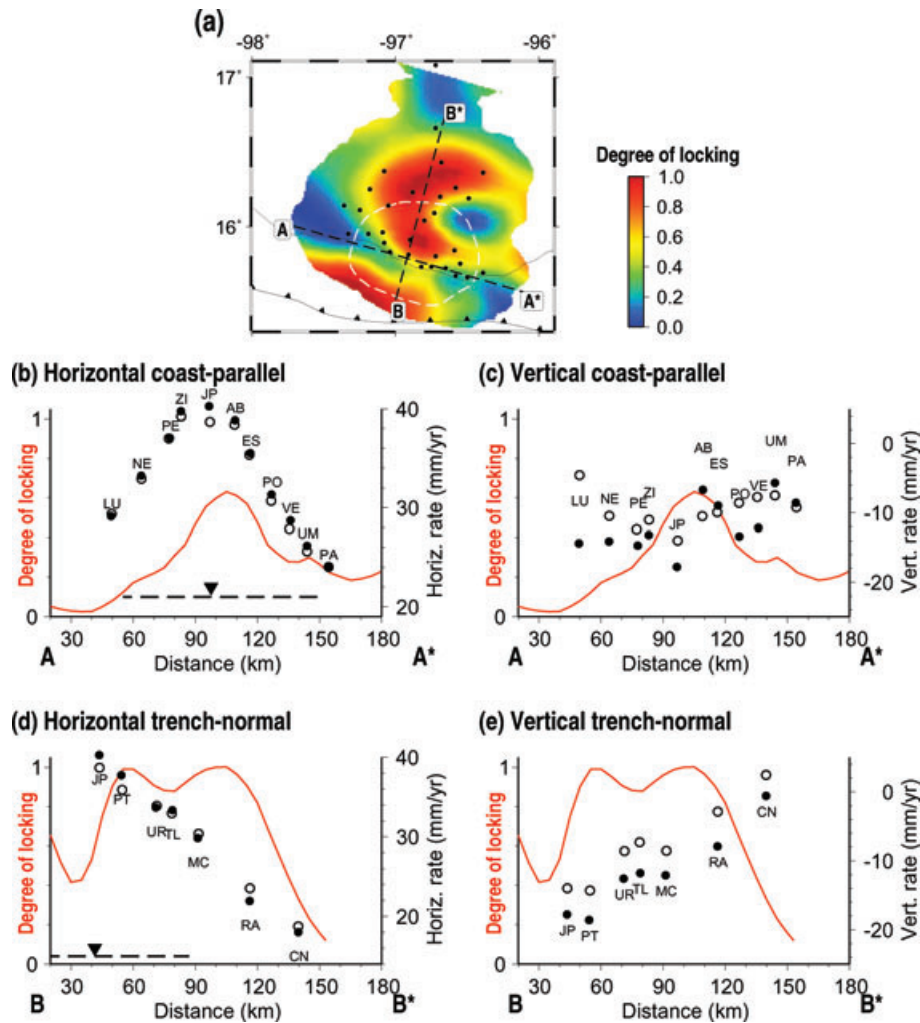 (a)
-98˚ -97˚ -96˚
17˚
B*
Degree of locking
1.0
0.8
0.6
0.4
0.2
0.0
16˚
A
A*
B
(b) Horizontal coast-parallel
(c) Vertical coast-parallel
Degree of locking
1
0
LU
NE
PE
ZI
JP
AB
ES
PO
VE
UM
PA
40
30
20
Horiz. rate (mm/yr)
30 60 90 120 150 180
A Distance (km) A*
Degree of locking
1
0
LU
NE
PE
ZI
JP
AB
ES
PO
VE
UM
PA
0
-10
-20
Vert. rate (mm/yr)
30 60 90 120 150 180
A Distance (km) A*
(d) Horizontal trench-normal
(e) Vertical trench-normal
Degree of locking
1
0
JP
PT
UR
TL
MC
RA
CN
40
30
20
Horiz. rate (mm/yr)
30 60 90 120 150 180
B Distance (km) B*
Degree of locking
1
0
JP
PT
UR
TL
MC
RA
CN
0
-10
-20
Vert. rate (mm/yr)
30 60 90 120 150 180
B Distance (km) B*